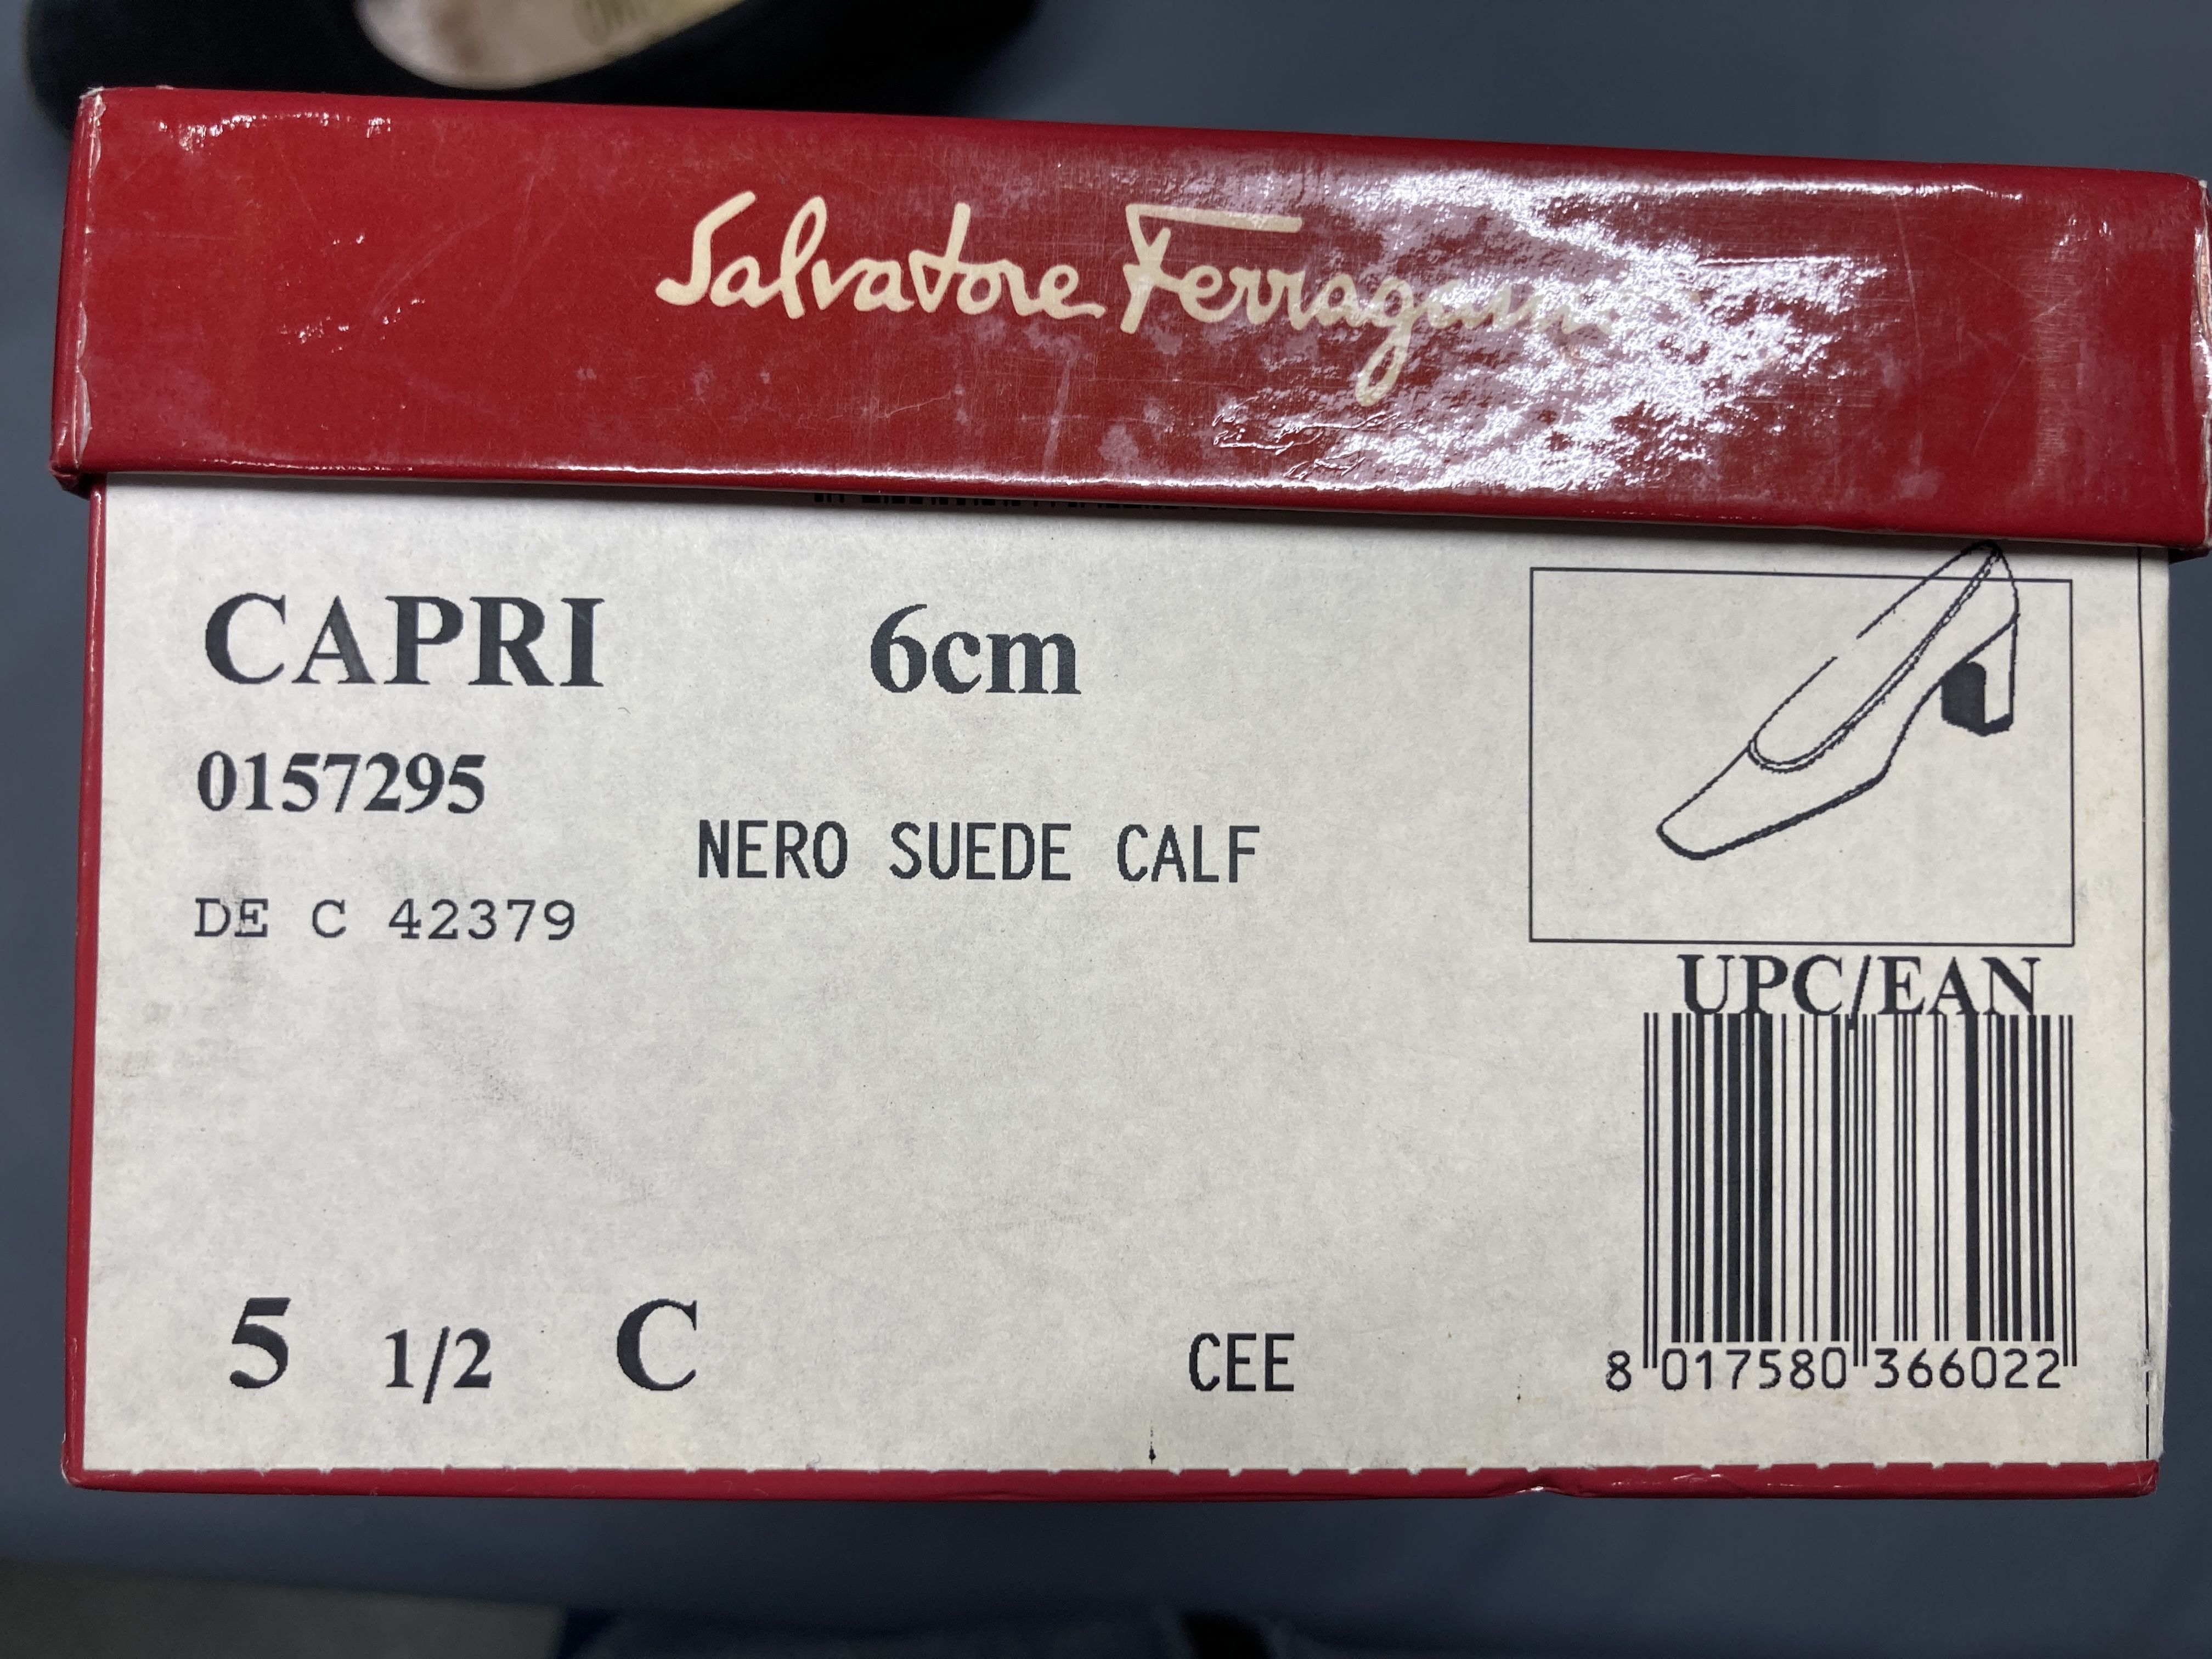 Salvatore Ferragamo
CAPRI 6cm
0157295
NERO SUEDE CALF
DE C 42379
UPC/EAN
5 1/2 C CEE
8 017580 366022